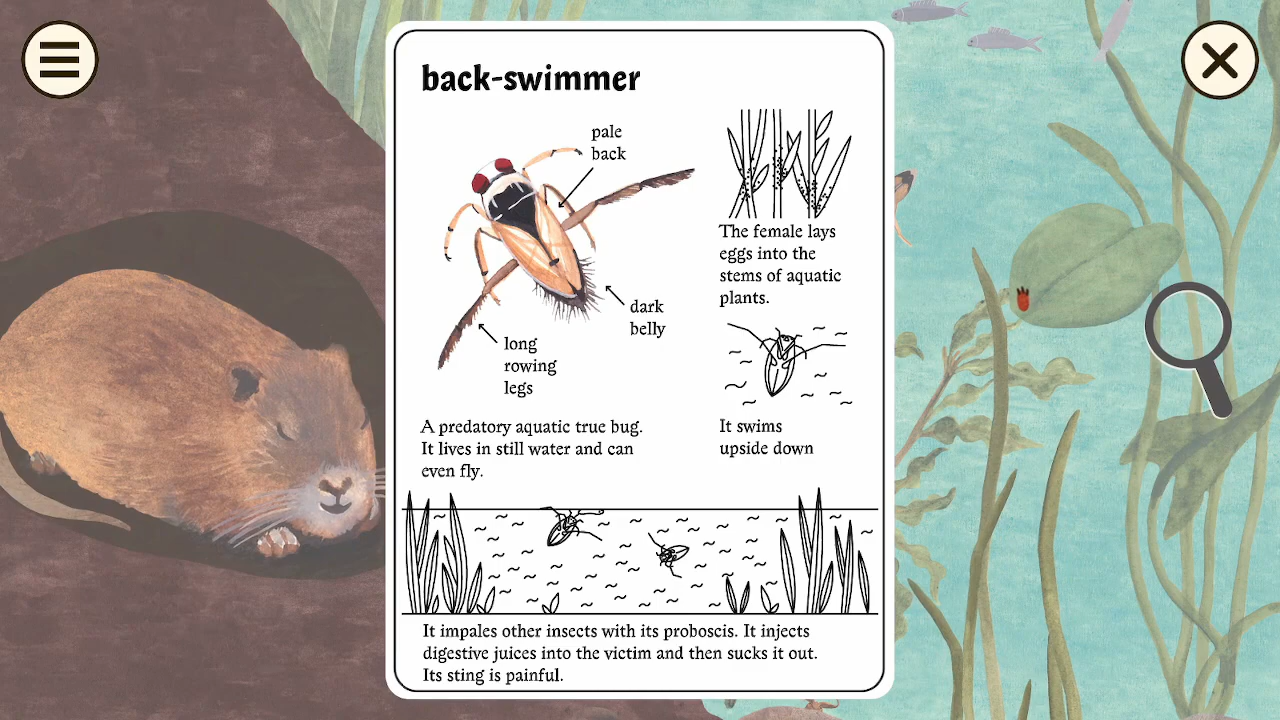 back-swimmer
pale
back
dark
belly
long
rowing
legs
The female lays
eggs into the
stems of aquatic
plants.
A predatory aquatic true bug.
It lives in still water and can
even fly.
It swims
upside down
It impales other insects with its proboscis. It injects
digestive juices into the victim and then sucks it out.
Its sting is painful.